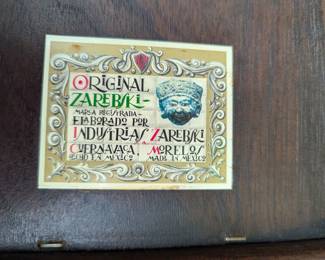 ORIGINAL
ZAREBSKI-
MARCA REGISTRADA-
ELABORADO POR
INDUSTRIAS ZAREBSKI
CUERNAVACA, MORELOS
HECHO EN MEXICO MADE IN MEXICO